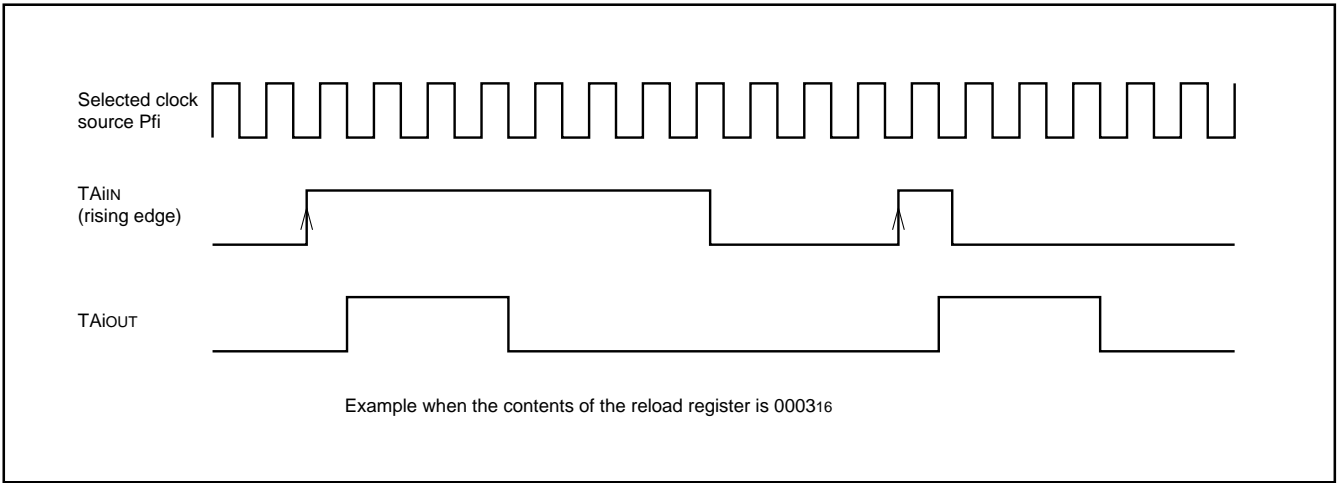 Selected clock
source Pfi
TAiIN
(rising edge)
TAiOUT
Example when the contents of the reload register is 000316